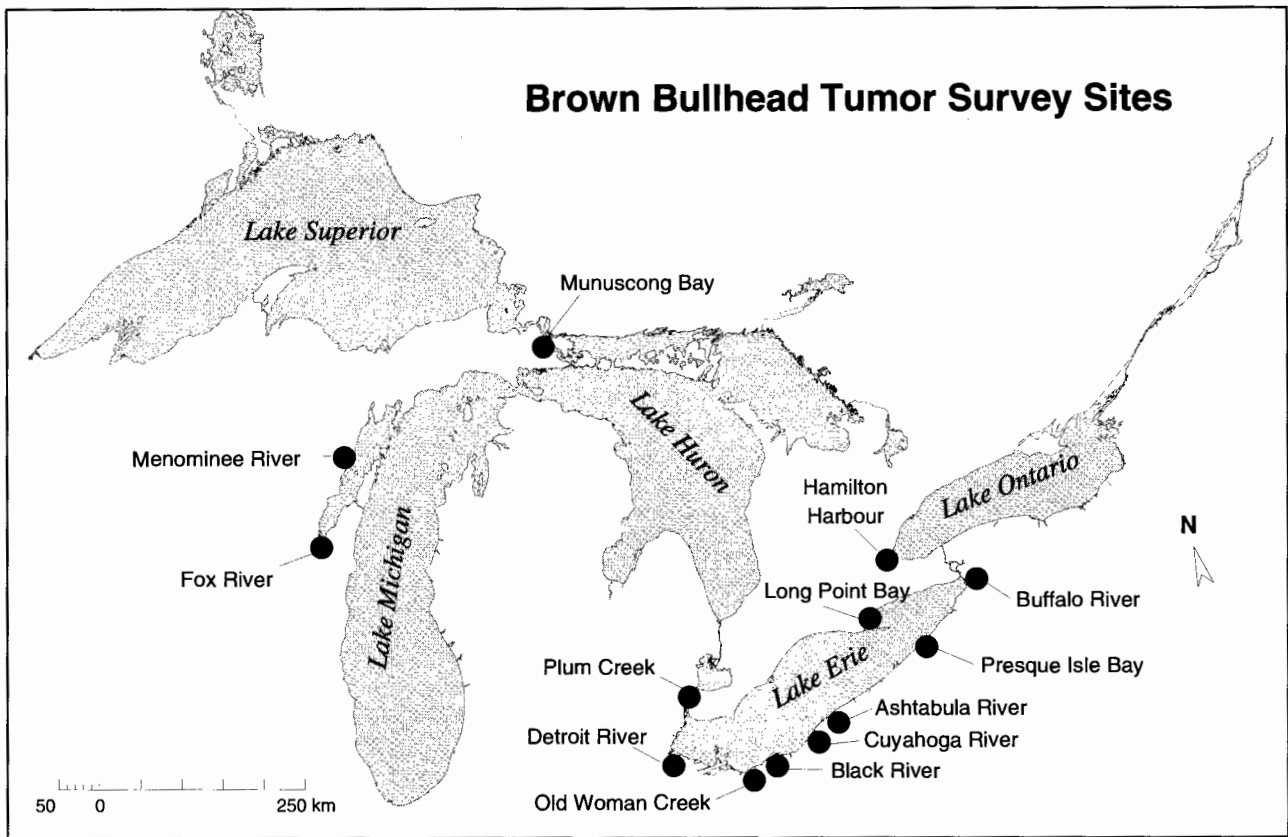 Brown Bullhead Tumor Survey Sites
Lake Superior
Munuscong Bay
Lake Huron
Menominee River
Hamilton
Harbour
Lake Ontario
N
Fox River
Lake Michigan
Long Point Bay
Buffalo River
Plum Creek
Lake Erie
Presque Isle Bay
Ashtabula River
Detroit River
Cuyahoga River
Black River
Old Woman Creek
50 0 250 km